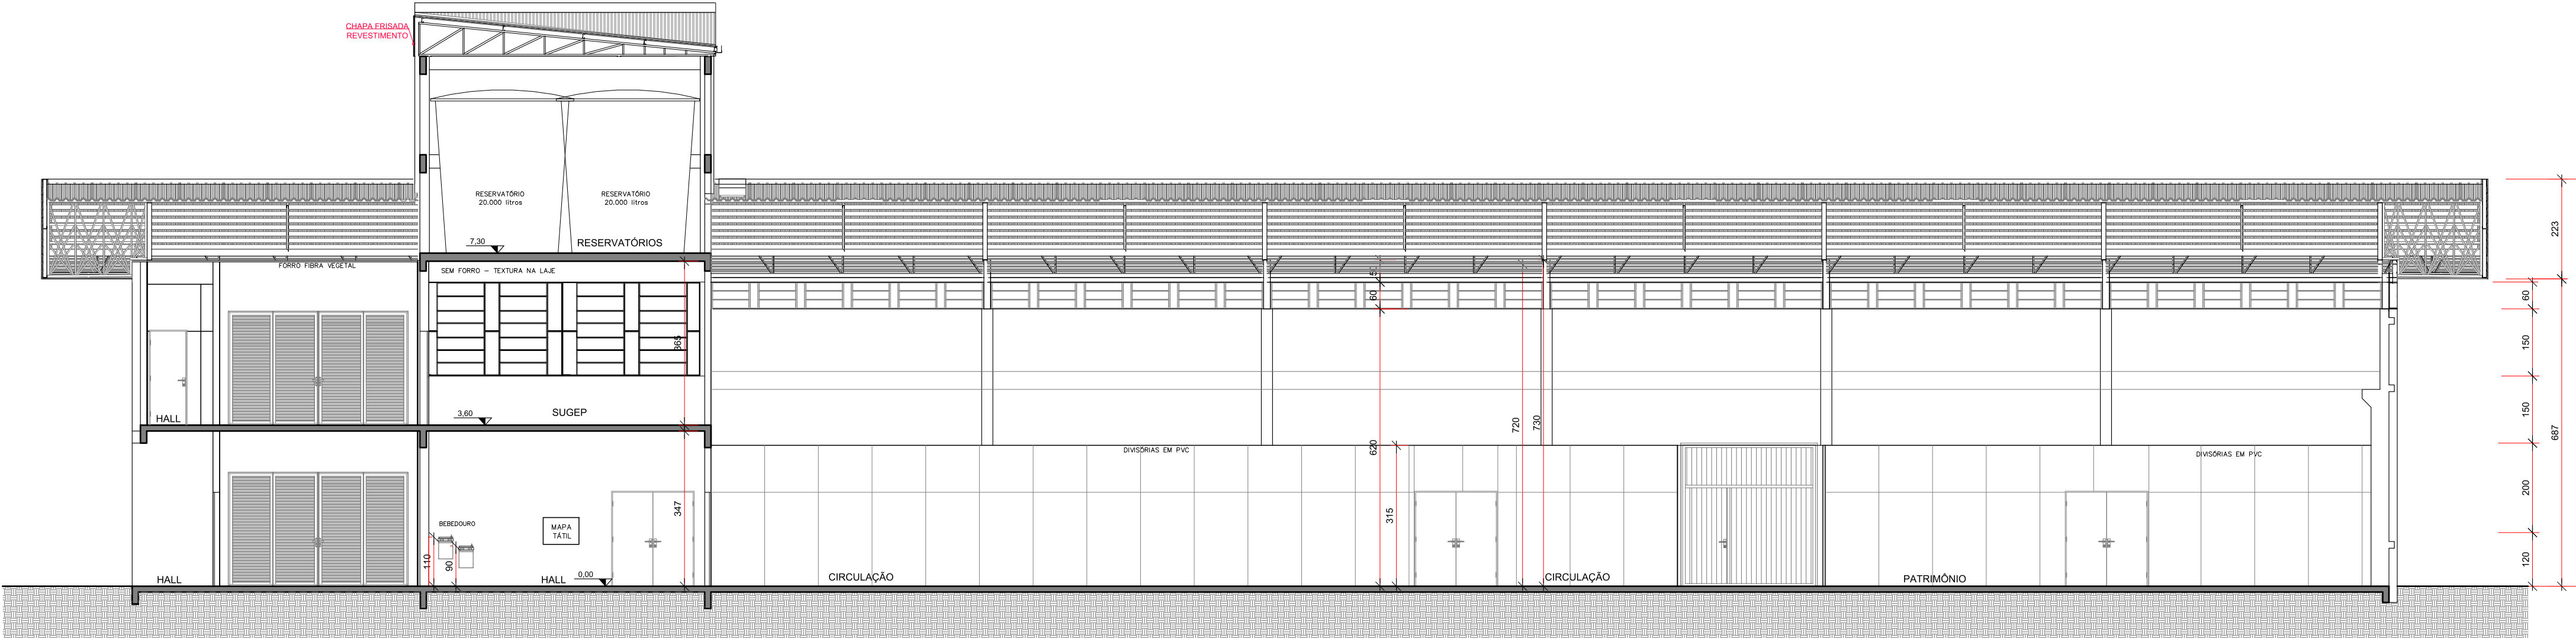 CHAPA FRISADA
REVESTIMENTO
RESERVATÓRIO
20.000 litros
RESERVATÓRIO
20.000 litros
7,30
RESERVATÓRIOS
223
FORRO FIBRA VEGETAL
SEM FORRO - TEXTURA NA LAJE
60
60
365
150
150
HALL
3,60
SUGEP
620
720
730
687
DIVISÓRIAS EM PVC
DIVISÓRIAS EM PVC
347
315
200
BEBEDOURO
MAPA
TÁTIL
110
90
120
HALL
HALL
0,00
CIRCULAÇÃO
CIRCULAÇÃO
PATRIMÔNIO